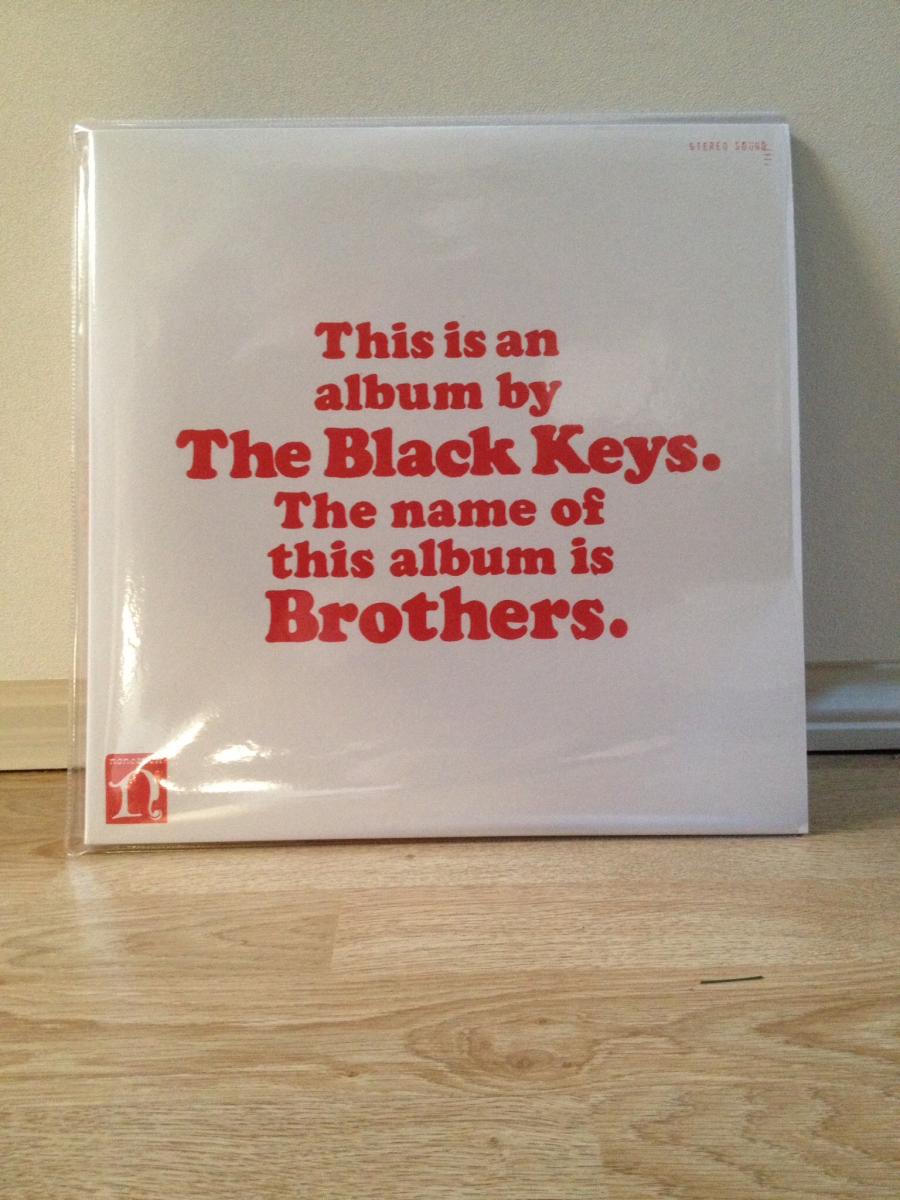 STEREO SOUND
This is an
album by
The Black Keys.
The name of
this album is
Brothers.
nonesuch
n